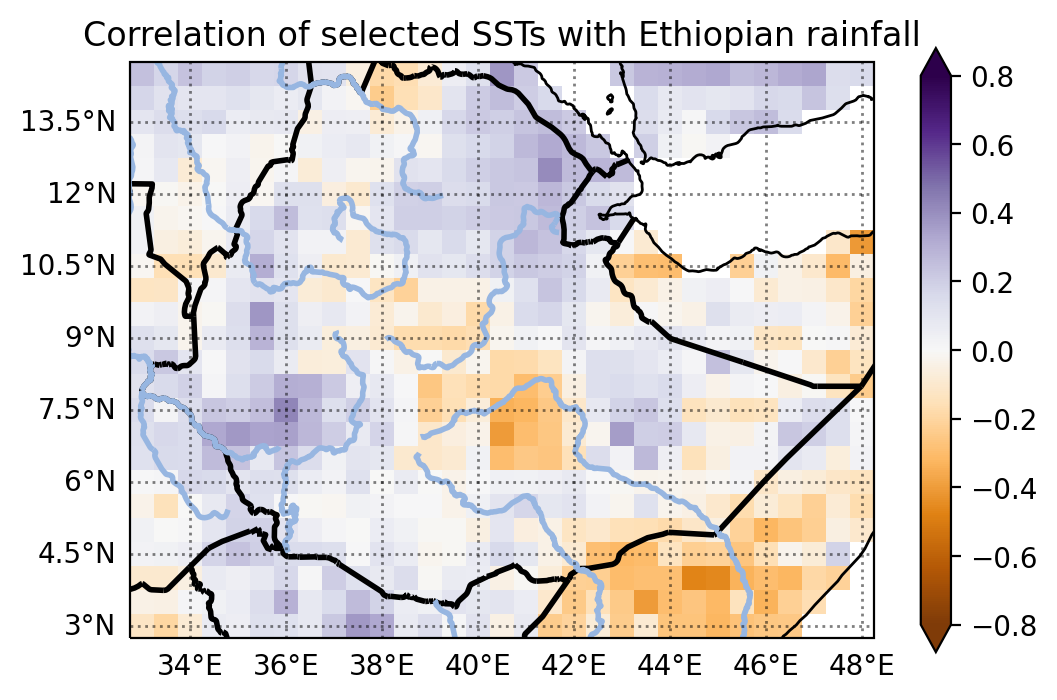 Correlation of selected SSTs with Ethiopian rainfall
13.5°N
12°N
10.5°N
9°N
7.5°N
6°N
4.5°N
3°N
34°E 36°E 38°E 40°E 42°E 44°E 46°E 48°E
0.8
0.6
0.4
0.2
0.0
−0.2
−0.4
−0.6
−0.8